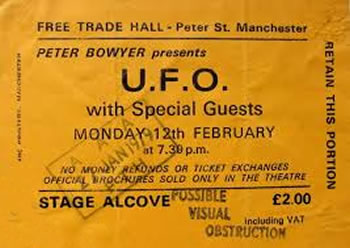 FREE TRADE HALL - Peter St. Manchester
PETER BOWYER presents
U.F.O.
with Special Guests
MONDAY 12th FEBRUARY
at 7.30 p.m.
NO MONEY REFUNDS OR TICKET EXCHANGES
OFFICIAL BROCHURES SOLD ONLY IN THE THEATRE
STAGE ALCOVE
POSSIBLE
VISUAL
OBSTRUCTION
£2.00
including VAT
RETAIN THIS PORTION
JAN 1979